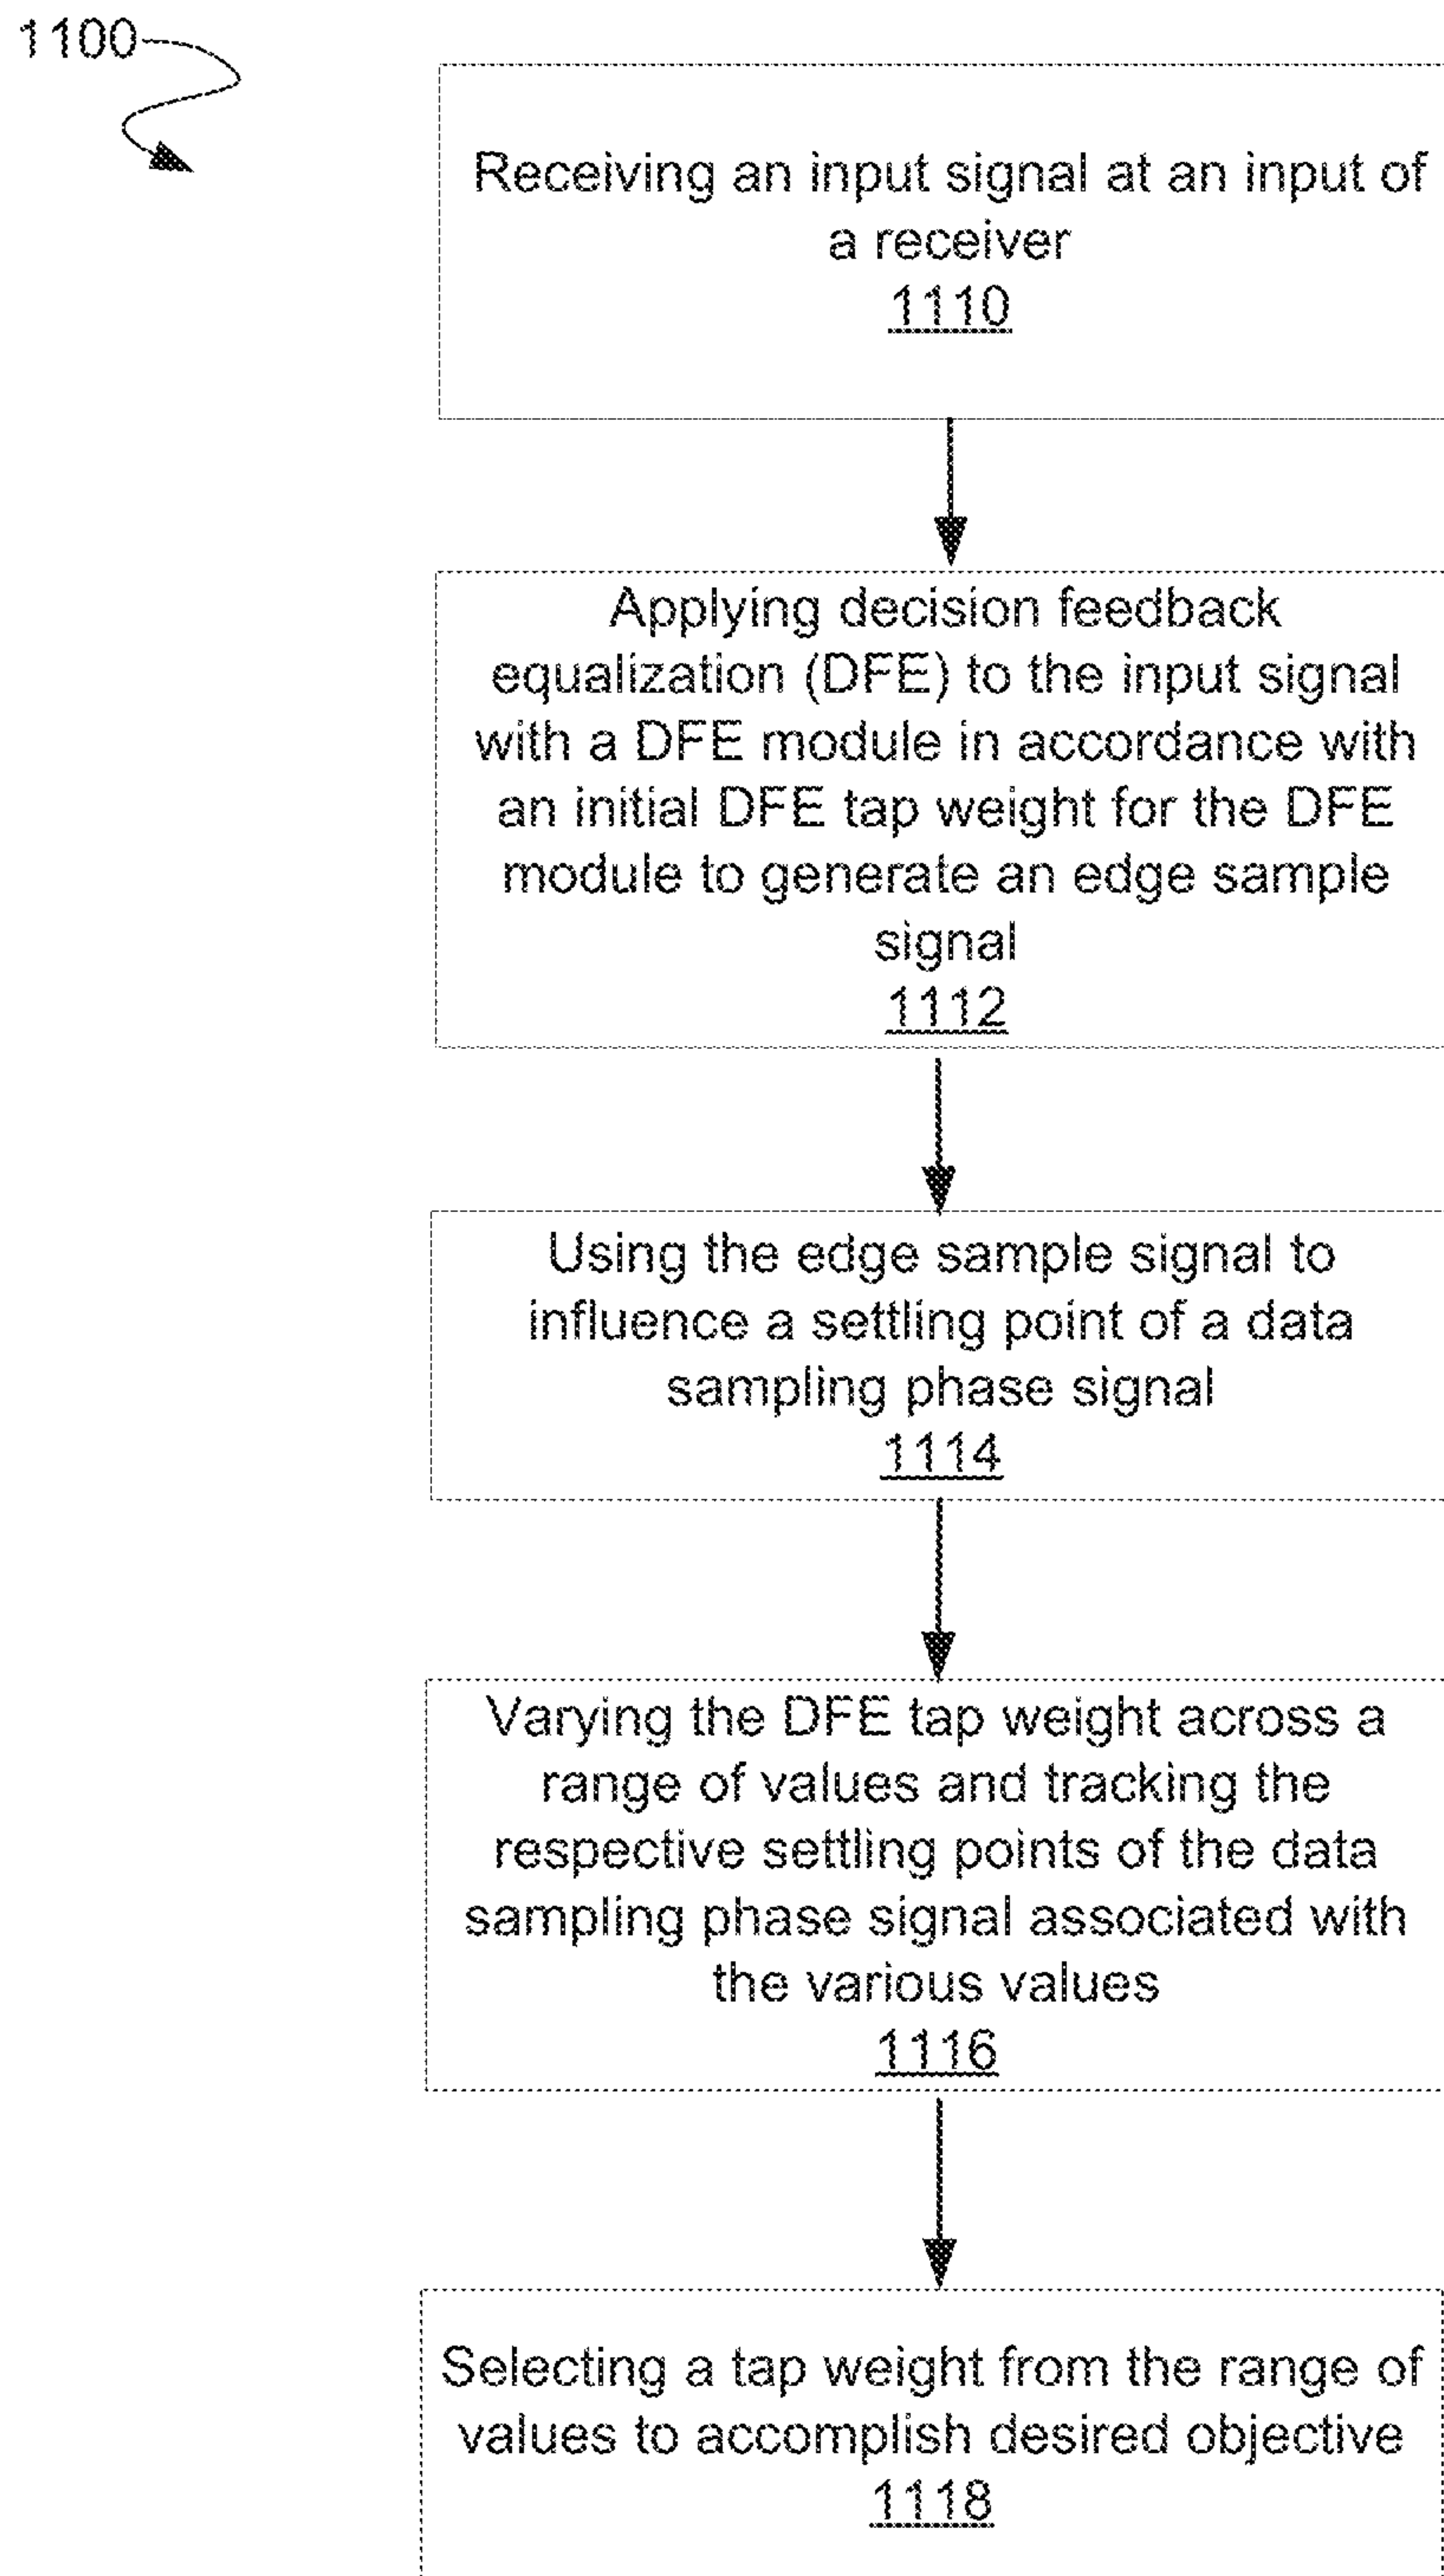 1100
Receiving an input signal at an input of
a receiver
1110
Applying decision feedback
equalization (DFE) to the input signal
with a DFE module in accordance with
an initial DFE tap weight for the DFE
module to generate an edge sample
signal
1112
Using the edge sample signal to
influence a settling point of a data
sampling phase signal
1114
Varying the DFE tap weight across a
range of values and tracking the
respective settling points of the data
sampling phase signal associated with
the various values
1116
Selecting a tap weight from the range of
values to accomplish desired objective
1118